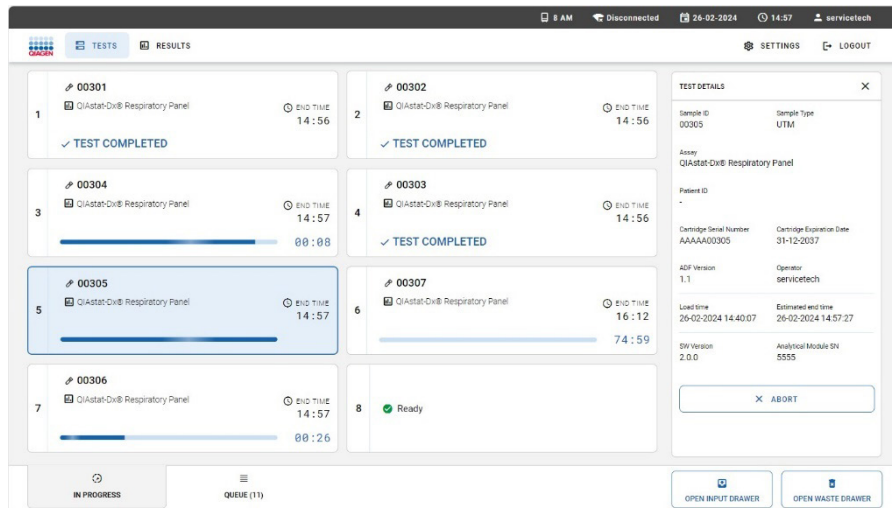 8 AM Disconnected 26-02-2024 14:57 servicetech
QIAGEN TESTS RESULTS SETTINGS LOGOUT
1
00301
QIAstat-Dx® Respiratory Panel
END TIME
14:56
TEST COMPLETED
2
00302
QIAstat-Dx® Respiratory Panel
END TIME
14:56
TEST COMPLETED
3
00304
QIAstat-Dx® Respiratory Panel
END TIME
14:57
00:08
4
00303
QIAstat-Dx® Respiratory Panel
END TIME
14:56
TEST COMPLETED
5
00305
QIAstat-Dx® Respiratory Panel
END TIME
14:57
6
00307
QIAstat-Dx® Respiratory Panel
END TIME
16:12
74:59
7
00306
QIAstat-Dx® Respiratory Panel
END TIME
14:57
00:26
8
Ready
TEST DETAILS
Sample ID Sample Type
00305 UTM
Assay
QIAstat-Dx® Respiratory Panel
Patient ID
-
Cartridge Serial Number Cartridge Expiration Date
AAAAA00305 31-12-2037
ADF Version Operator
1.1 servicetech
Load time Estimated end time
26-02-2024 14:40:07 26-02-2024 14:57:27
SW Version Analytical Module SN
2.0.0 5555
ABORT
IN PROGRESS QUEUE (11)
OPEN INPUT DRAWER OPEN WASTE DRAWER